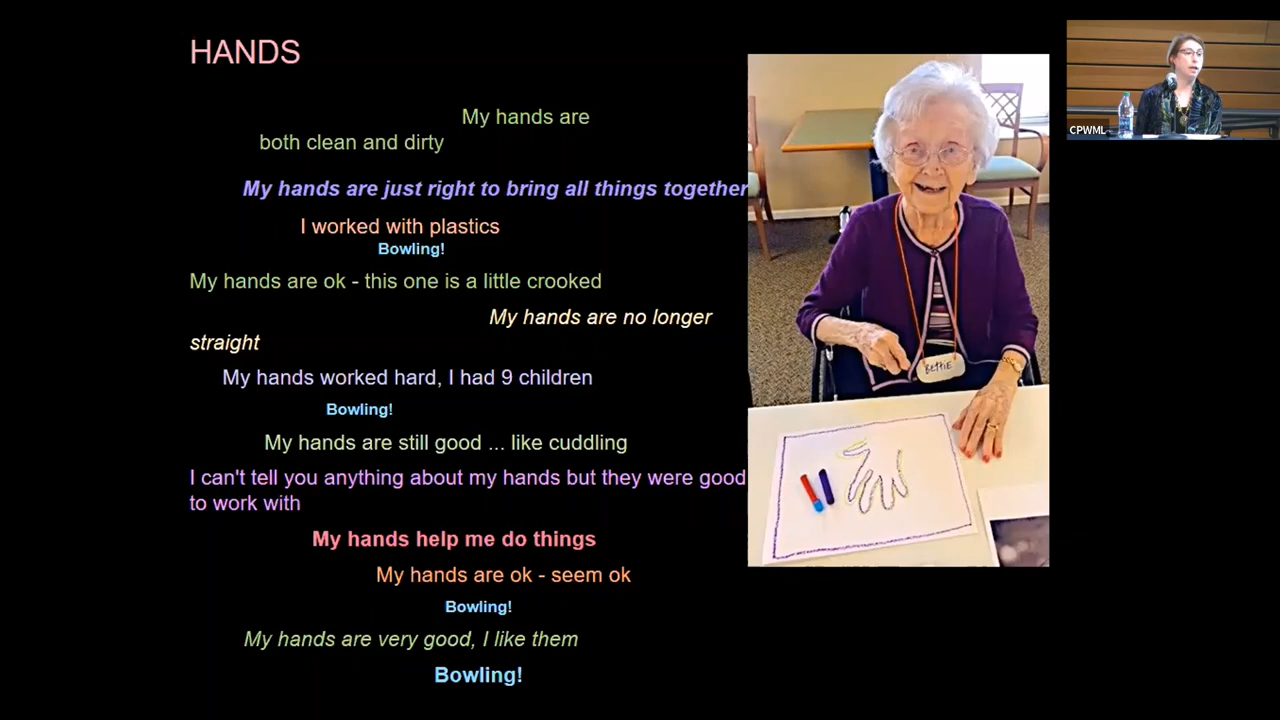 HANDS
My hands are
both clean and dirty
My hands are just right to bring all things together
I worked with plastics
Bowling!
My hands are ok - this one is a little crooked
My hands are no longer
straight
My hands worked hard, I had 9 children
Bowling!
My hands are still good ... like cuddling
I can't tell you anything about my hands but they were good
to work with
My hands help me do things
My hands are ok - seem ok
Bowling!
My hands are very good, I like them
Bowling!
BettiE
CPWML